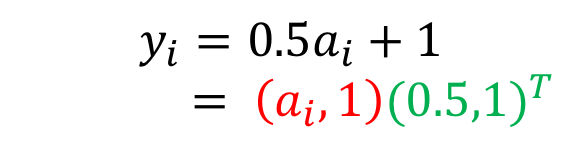 yᵢ = 0.5aᵢ + 1
= (aᵢ, 1)(0.5,1)ᵀ